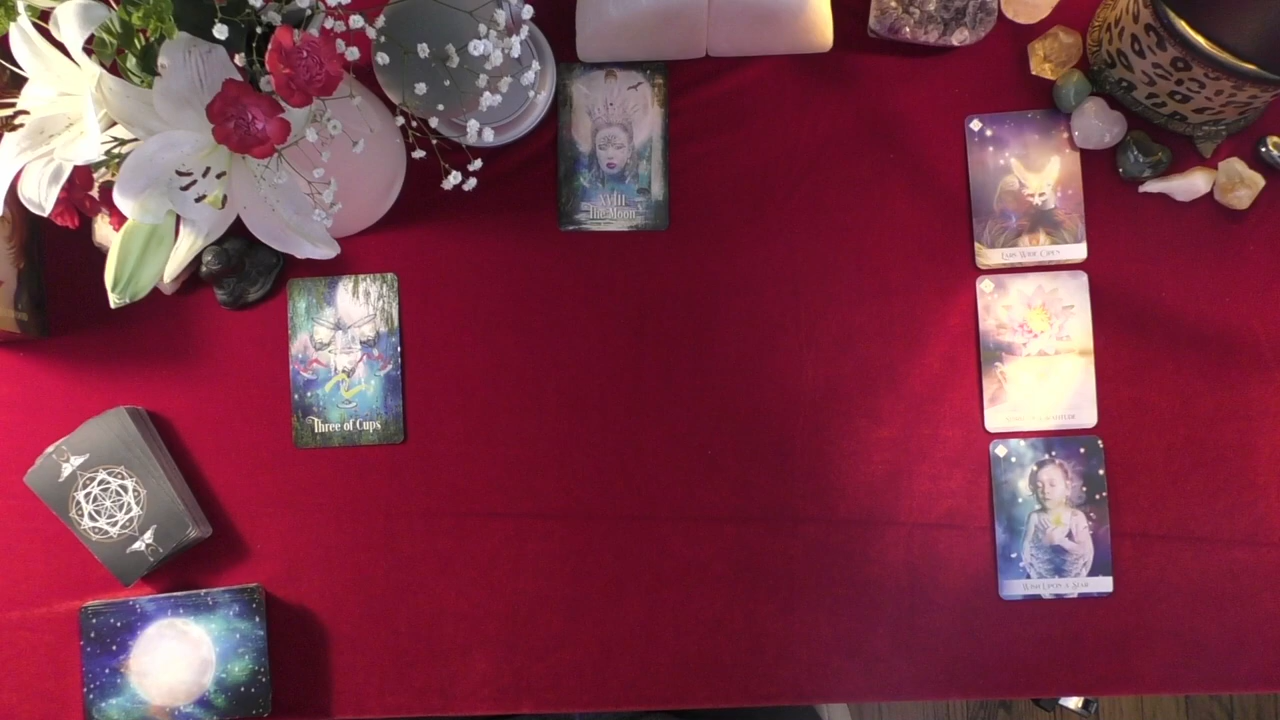 XVIII
The Moon
Ears Wide Open
Three of Cups
Wish Upon A Star